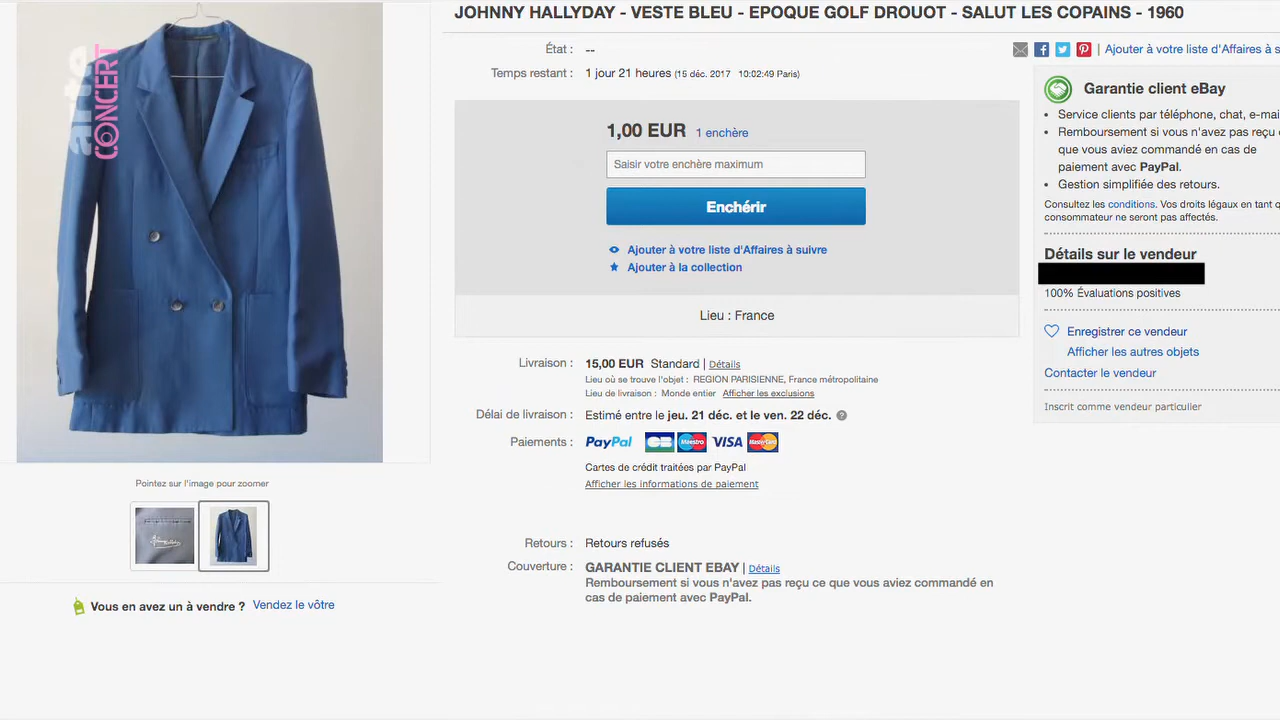 arte
CONCERT
JOHNNY HALLYDAY - VESTE BLEU - EPOQUE GOLF DROUOT - SALUT LES COPAINS - 1960
État : --
Ajouter à votre liste d'Affaires à s
Temps restant : 1 jour 21 heures (15 déc. 2017 10:02:49 Paris)
1,00 EUR 1 enchère
Saisir votre enchère maximum
Enchérir
Ajouter à votre liste d'Affaires à suivre
Ajouter à la collection
Lieu : France
Livraison : 15,00 EUR Standard | Détails
Lieu où se trouve l'objet : REGION PARISIENNE, France métropolitaine
Lieu de livraison : Monde entier Afficher les exclusions
Délai de livraison : Estimé entre le jeu. 21 déc. et le ven. 22 déc. ?
Paiements : PayPal CB Maestro VISA MasterCard
Cartes de crédit traitées par PayPal
Afficher les informations de paiement
Retours : Retours refusés
Couverture : GARANTIE CLIENT EBAY | Détails
Remboursement si vous n'avez pas reçu ce que vous aviez commandé en
cas de paiement avec PayPal.
Garantie client eBay
Service clients par téléphone, chat, e-mai
Remboursement si vous n'avez pas reçu c
que vous aviez commandé en cas de
paiement avec PayPal.
Gestion simplifiée des retours.
Consultez les conditions. Vos droits légaux en tant q
consommateur ne seront pas affectés.
Détails sur le vendeur
100% Évaluations positives
Enregistrer ce vendeur
Afficher les autres objets
Contacter le vendeur
Inscrit comme vendeur particulier
Pointez sur l'image pour zoomer
Vous en avez un à vendre ? Vendez le vôtre